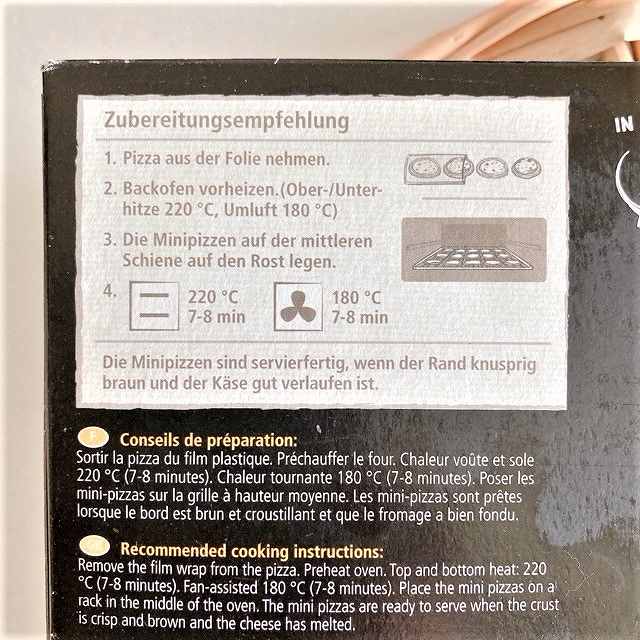 Zubereitungsempfehlung
1. Pizza aus der Folie nehmen.
2. Backofen vorheizen.(Ober-/Unter-
hitze 220 °C, Umluft 180 °C)
3. Die Minipizzen auf der mittleren
Schiene auf den Rost legen.
4. 220 °C 180 °C
7-8 min 7-8 min
Die Minipizzen sind servierfertig, wenn der Rand knusprig
braun und der Käse gut verlaufen ist.
F Conseils de préparation:
Sortir la pizza du film plastique. Préchauffer le four. Chaleur voûte et sole
220 °C (7-8 minutes). Chaleur tournante 180 °C (7-8 minutes). Poser les
mini-pizzas sur la grille à hauteur moyenne. Les mini-pizzas sont prêtes
lorsque le bord est brun et croustillant et que le fromage a bien fondu.
Recommended cooking instructions:
Remove the film wrap from the pizza. Preheat oven. Top and bottom heat: 220
°C (7-8 minutes). Fan-assisted 180 °C (7-8 minutes). Place the mini pizzas on a
rack in the middle of the oven. The mini pizzas are ready to serve when the crust
is crisp and brown and the cheese has melted.
IN